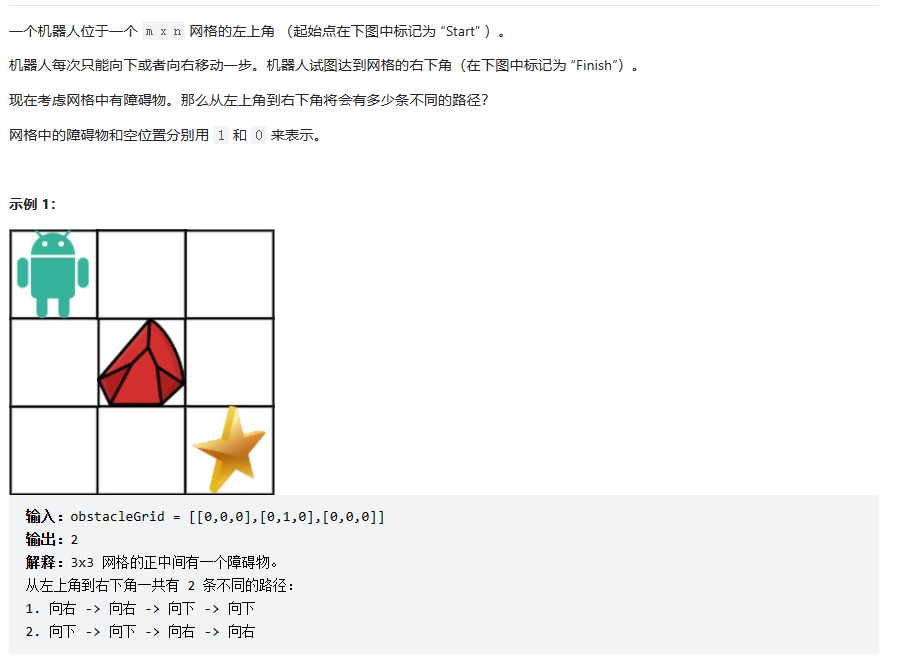 一个机器人位于一个 m x n 网格的左上角 （起始点在下图中标记为 “Start” ）。
机器人每次只能向下或者向右移动一步。机器人试图达到网格的右下角（在下图中标记为 “Finish”）。
现在考虑网格中有障碍物。那么从左上角到右下角将会有多少条不同的路径？
网格中的障碍物和空位置分别用 1 和 0 来表示。
示例 1：
输入：obstacleGrid = [[0,0,0],[0,1,0],[0,0,0]]
输出：2
解释：3x3 网格的正中间有一个障碍物。
从左上角到右下角一共有 2 条不同的路径：
1. 向右 -> 向右 -> 向下 -> 向下
2. 向下 -> 向下 -> 向右 -> 向右